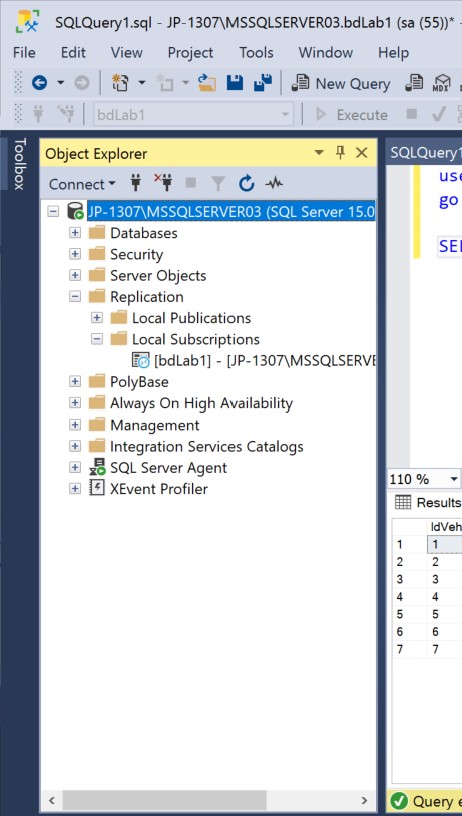 SQLQuery1.sql - JP-1307\MSSQLSERVER03.bdLab1 (sa (55))*
File Edit View Project Tools Window Help
New Query MDX
bdLab1 Execute
Toolbox
Object Explorer
SQLQuery1
Connect
use
go
JP-1307\MSSQLSERVER03 (SQL Server 15.0
Databases
Security
SE
Server Objects
Replication
Local Publications
Local Subscriptions
[bdLab1] - [JP-1307\MSSQLSERVE
PolyBase
Always On High Availability
Management
Integration Services Catalogs
SQL Server Agent
110 %
XEvent Profiler
Results
IdVeh
1 1
2 2
3 3
4 4
5 5
6 6
7 7
Query e